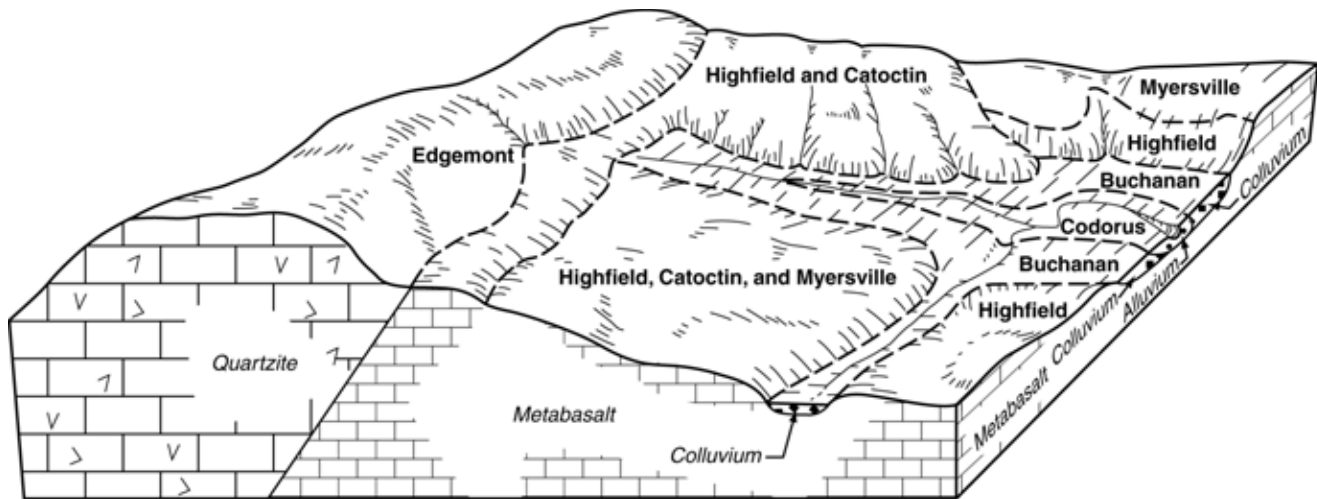 Highfield and Catoctin
Myersville
Edgemont
Highfield
Colluvium
Buchanan
Codorus
Highfield, Catoctin, and Myersville
Buchanan
Highfield
Alluvium
Colluvium
Quartzite
Metabasalt
Metabasalt
Colluvium